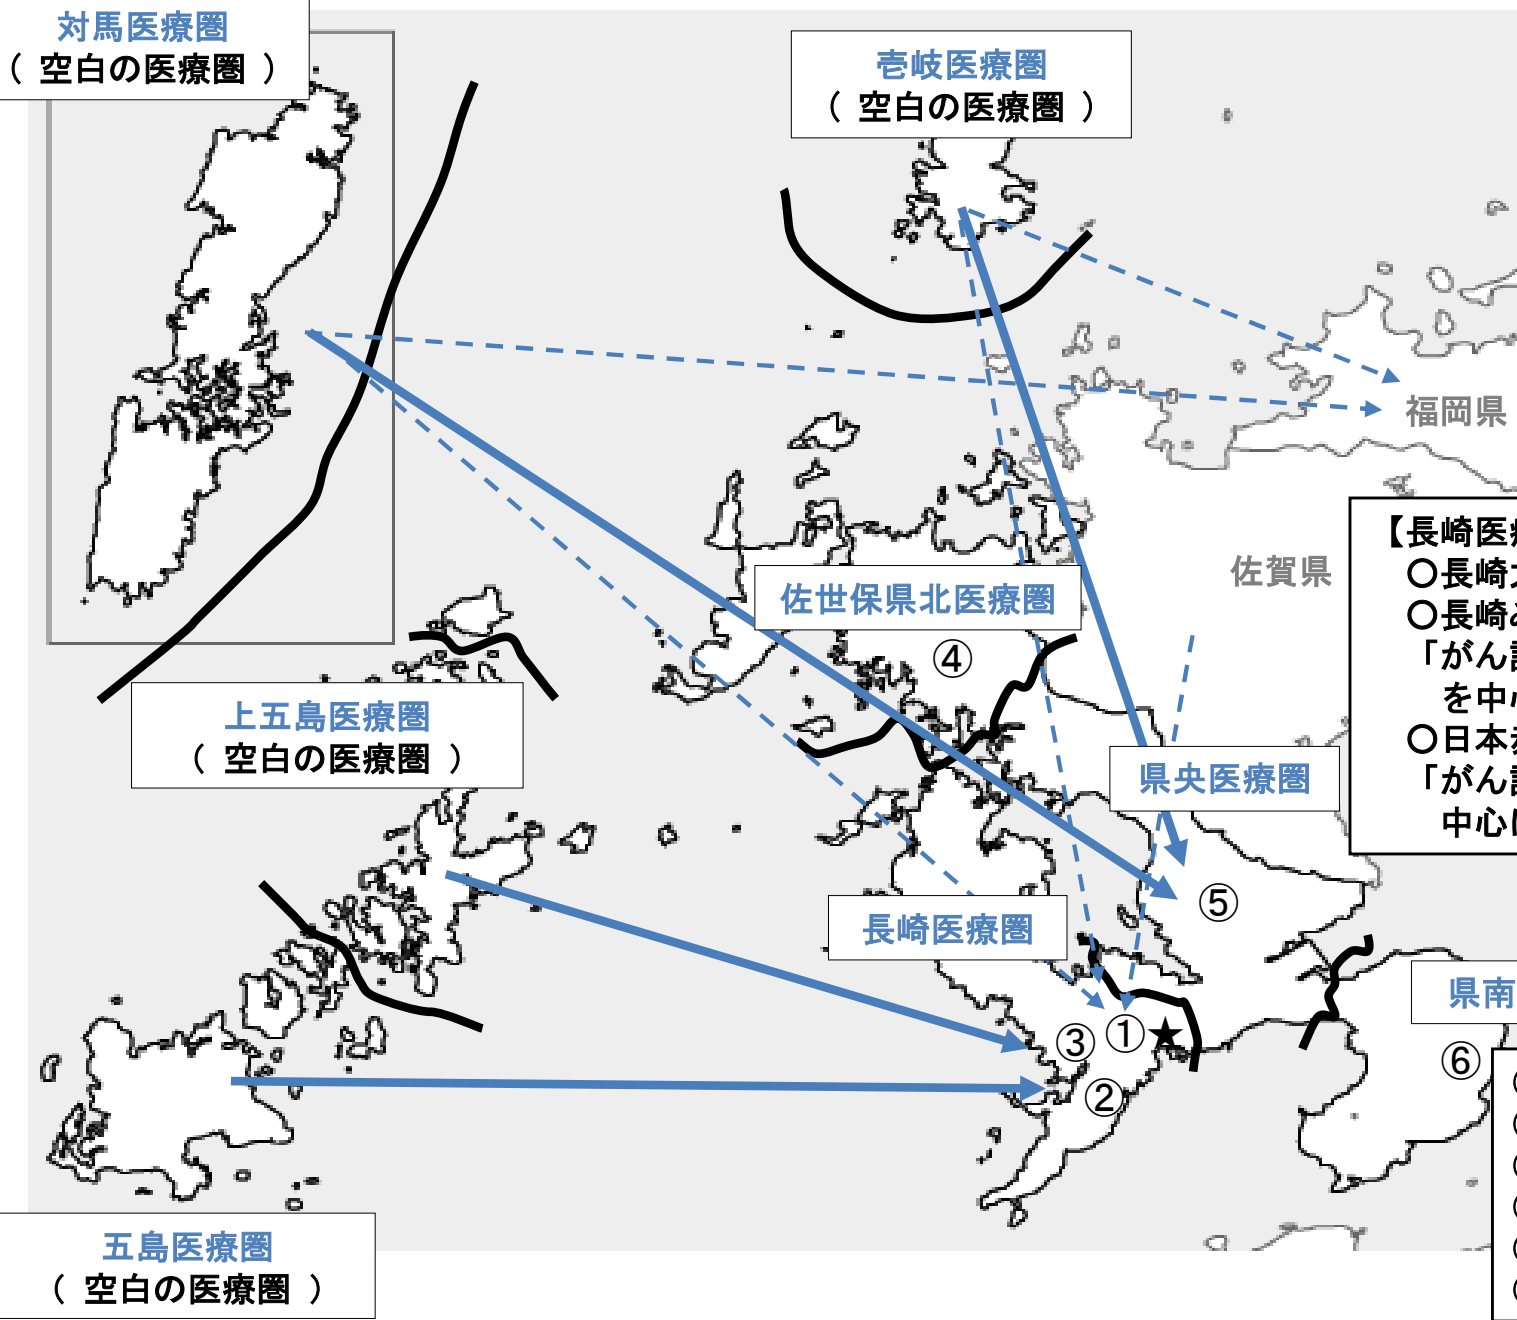 対馬医療圏
（ 空白の医療圏 ）
壱岐医療圏
（ 空白の医療圏 ）
福岡県
佐賀県
【長崎医
〇長崎
〇長崎
「がん
を中
〇日本
「がん
中心
佐世保県北医療圏
④
上五島医療圏
（ 空白の医療圏 ）
県央医療圏
⑤
長崎医療圏
県南
③
①
★
②
⑥
五島医療圏
（ 空白の医療圏 ）